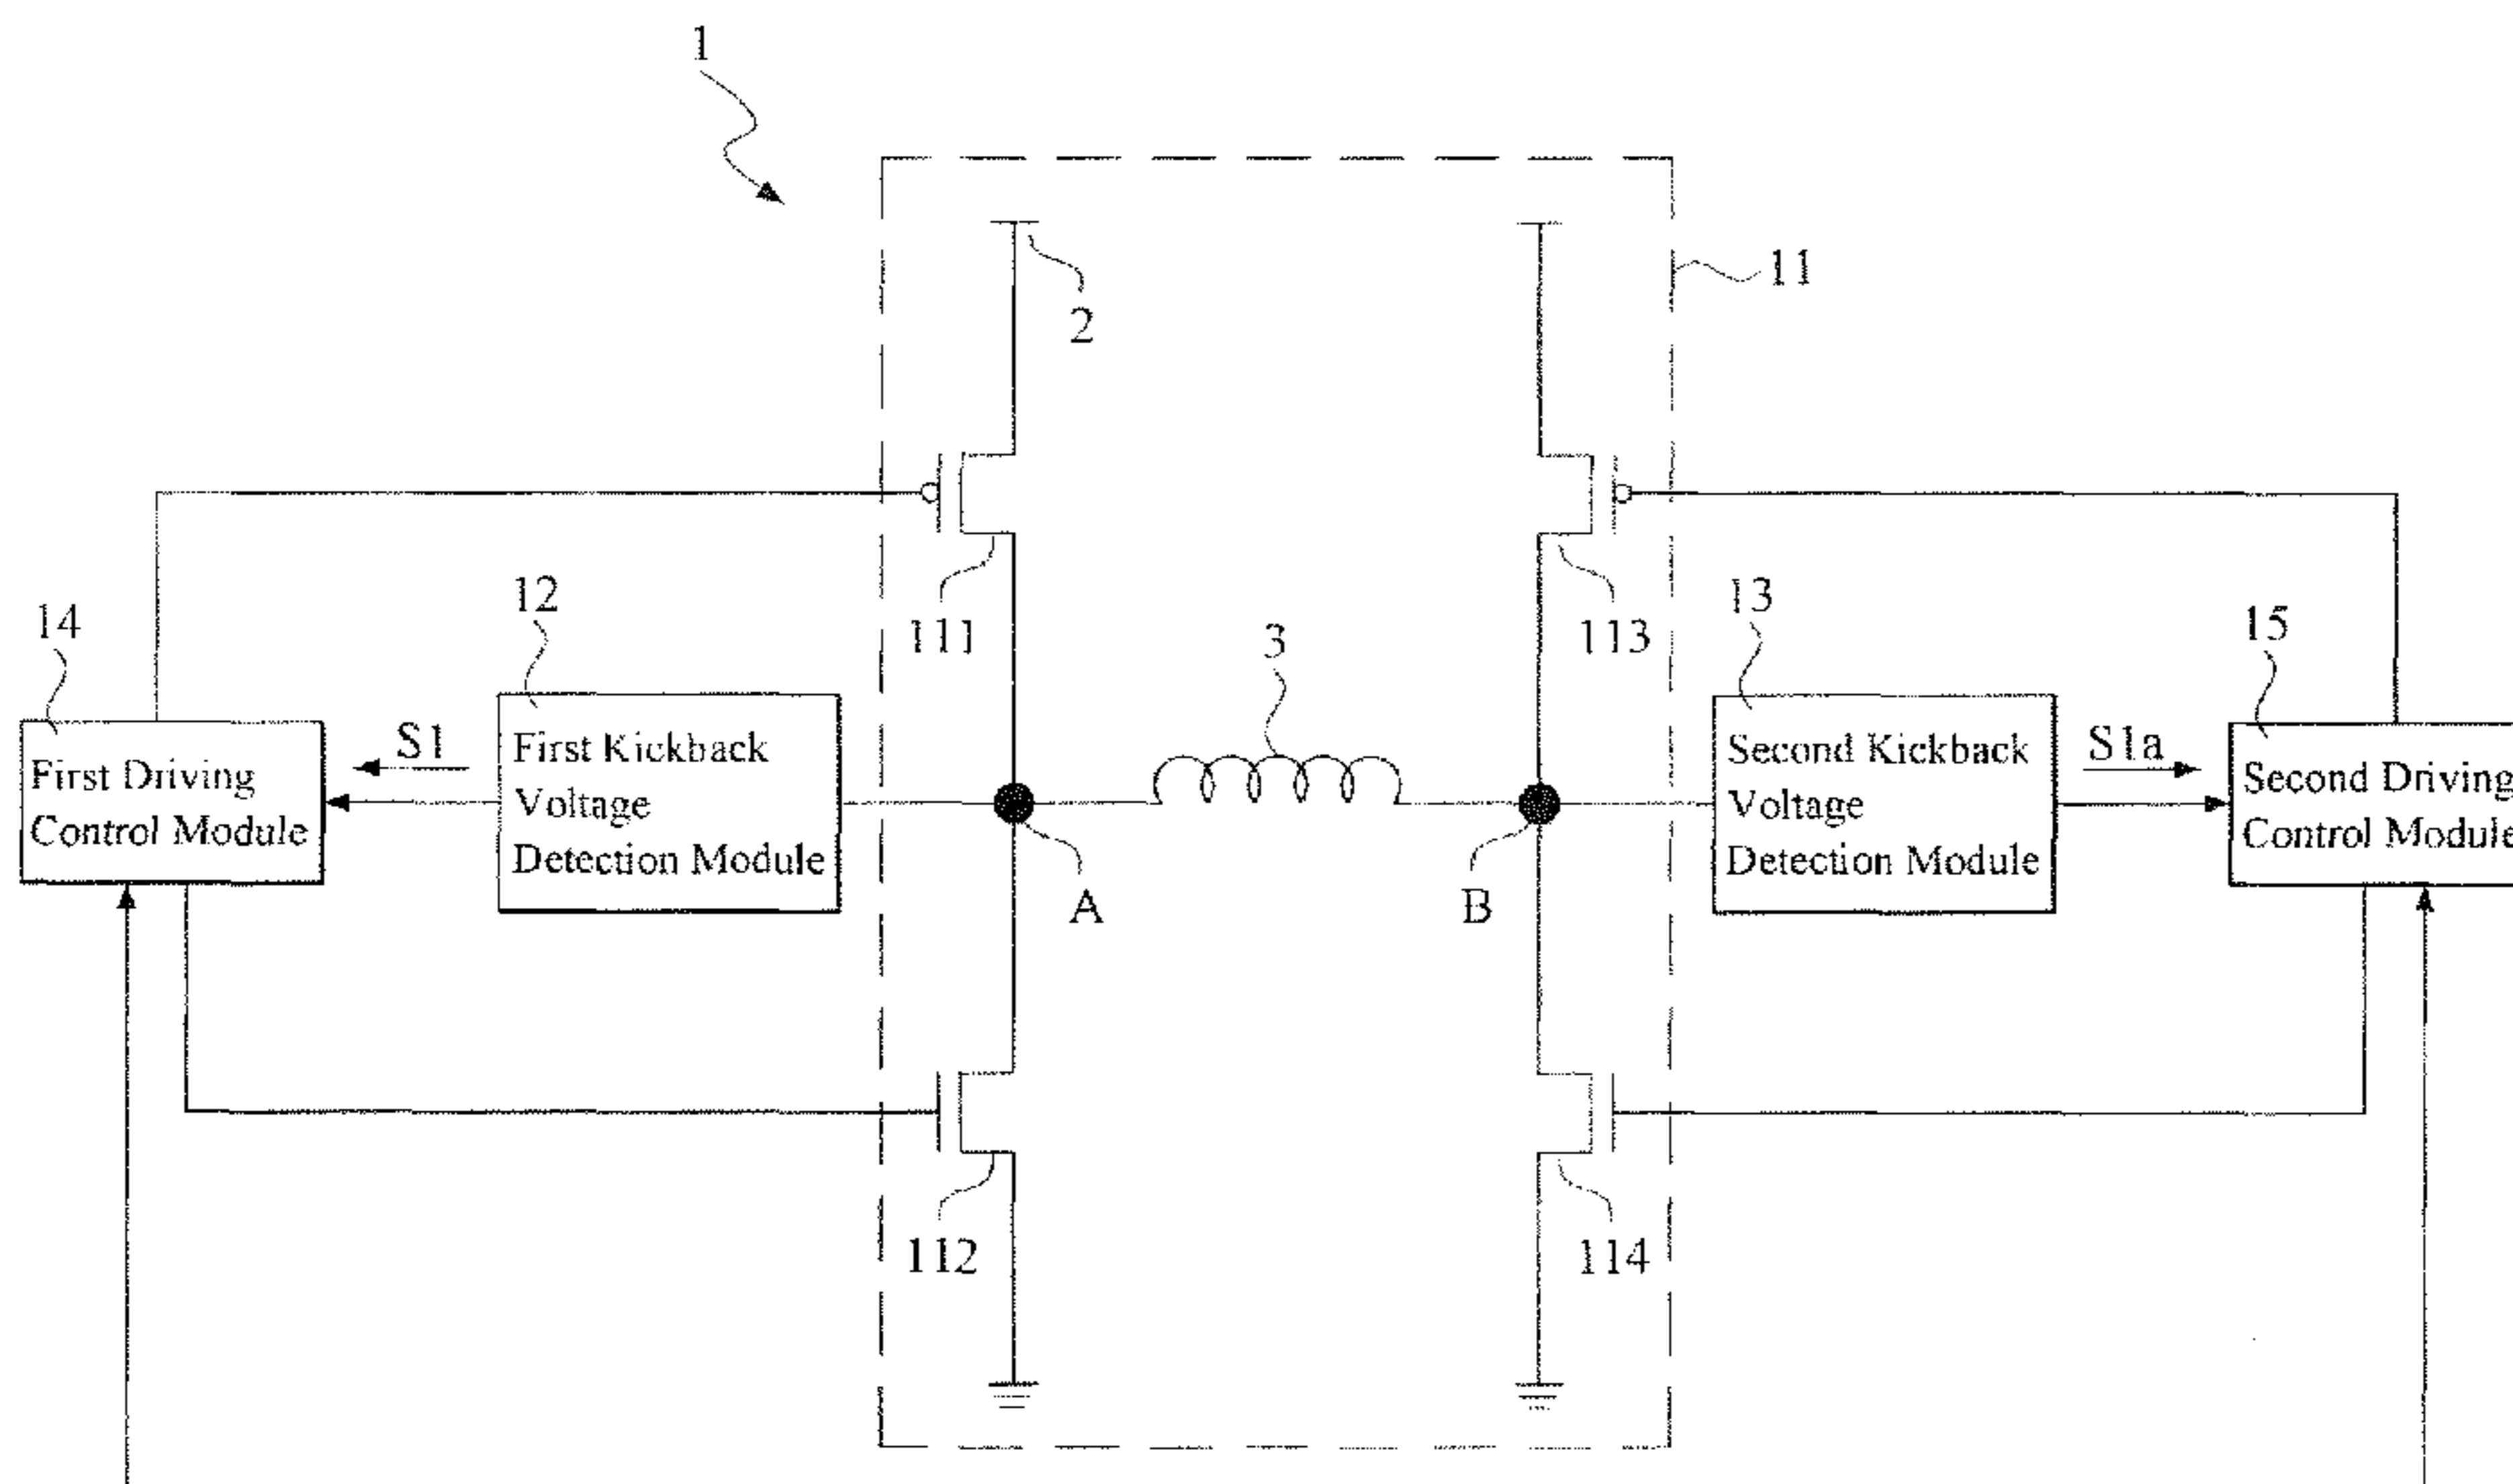 1
11
2
111
113
14
12
3
13
15
S1
First Driving
Control Module
First Kickback
Voltage
Detection Module
Second Kickback
Voltage
Detection Module
S1a
Second Driving
Control Module
A
B
112
114